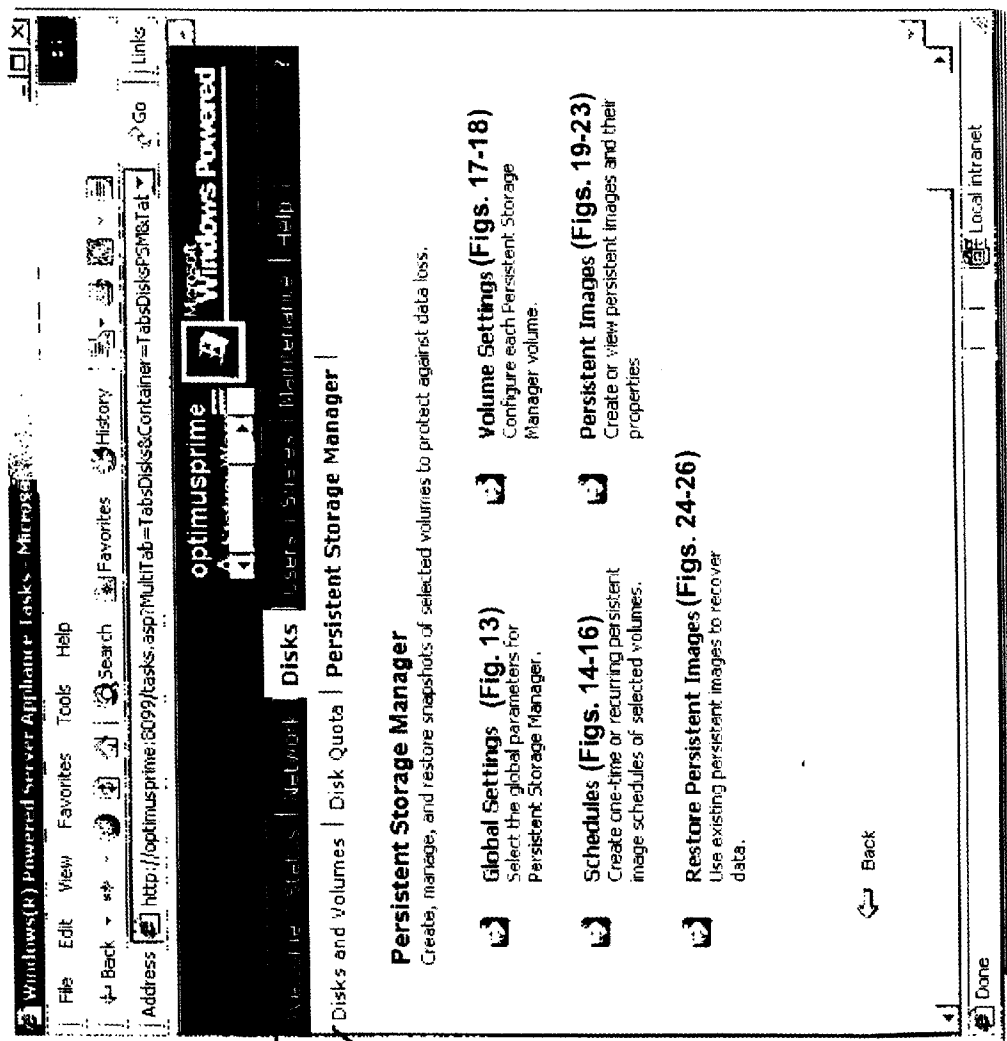 Windows(R) Powered Server Appliance Tasks - Microsof
File Edit View Favorites Tools Help
Back Search Favorites History
Address http://optimusprime:8099/tasks.asp?MultiTab=TabsDisks&Container=TabsDisksPSM&Tat Go Links
optimusprime
Microsoft
Windows Powered
Status | Network Disks Users | Shares | Maintenance | Help | ?
Disks and Volumes | Disk Quota | Persistent Storage Manager |
Persistent Storage Manager
Create, manage, and restore snapshots of selected volumes to protect against data loss.
Global Settings (Fig. 13)
Select the global parameters for
Persistent Storage Manager.
Volume Settings (Figs. 17-18)
Configure each Persistent Storage
Manager volume.
Schedules (Figs. 14-16)
Create one-time or recurring persistent
image schedules of selected volumes.
Persistent Images (Figs. 19-23)
Create or view persistent images and their
properties
Restore Persistent Images (Figs. 24-26)
Use existing persistent images to recover
data.
Back
Done Local intranet